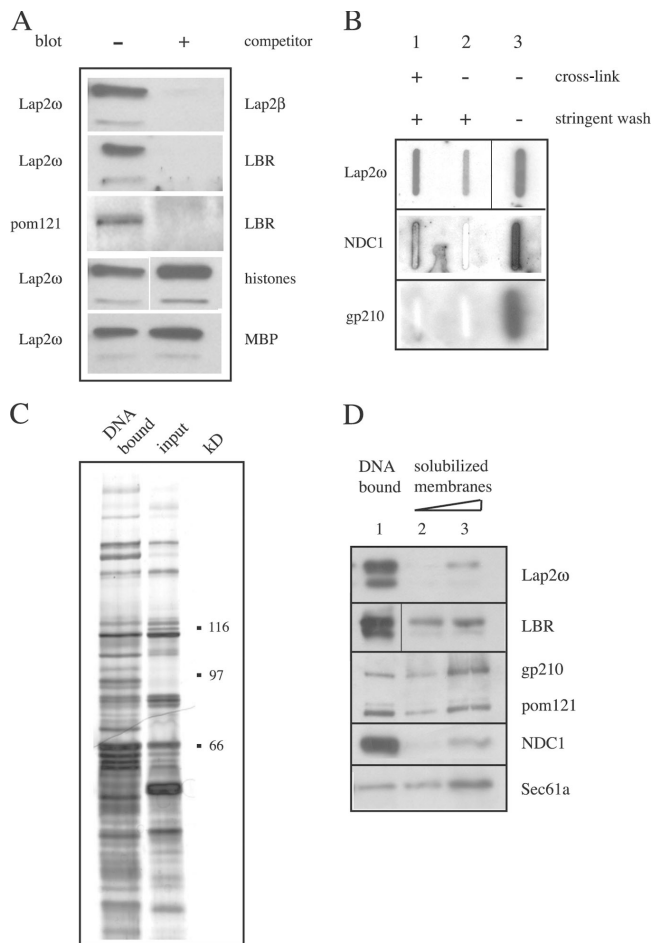 A
blot – + competitor
Lap2ω Lap2β
Lap2ω LBR
pom121 LBR
Lap2ω histones
Lap2ω MBP
B
1 2 3
+ – – cross-link
+ + – stringent wash
Lap2ω
NDC1
gp210
C
DNA bound input kD
116
97
66
D
DNA solubilized
bound membranes
1 2 3
Lap2ω
LBR
gp210
pom121
NDC1
Sec61a